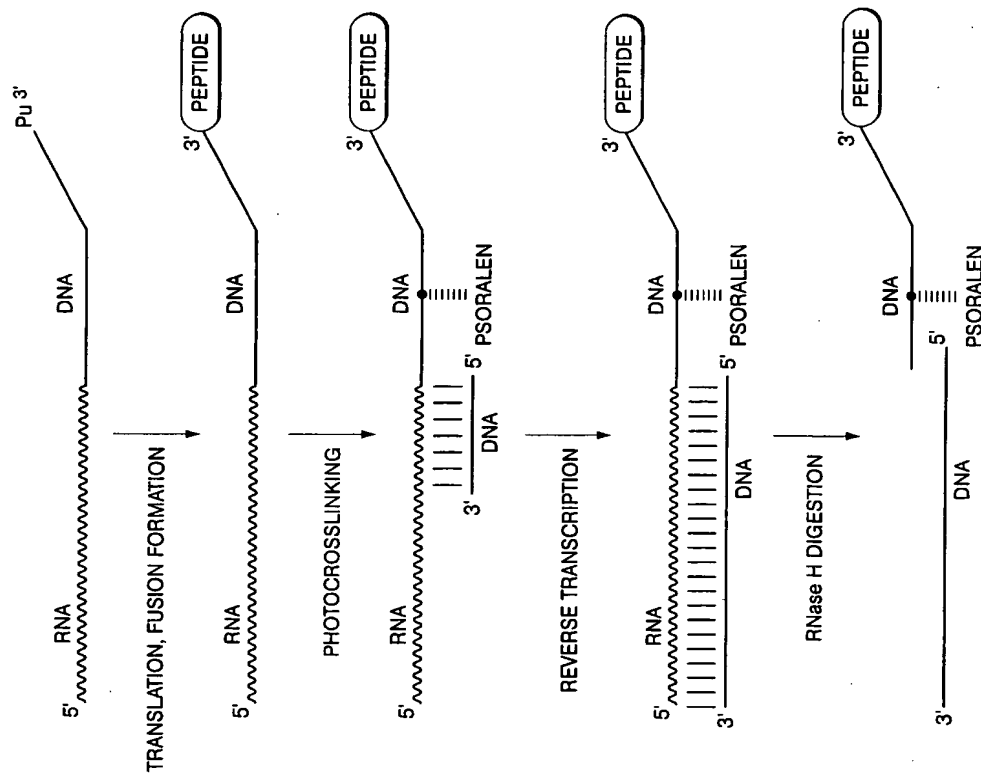 Pu 3'
DNA
RNA
5'
TRANSLATION, FUSION FORMATION
PEPTIDE
3'
DNA
RNA
5'
PHOTOCROSSLINKING
PEPTIDE
3'
DNA
RNA
5'
PSORALEN
5'
DNA
3'
REVERSE TRANSCRIPTION
PEPTIDE
3'
DNA
RNA
5'
PSORALEN
5'
DNA
3'
RNase H DIGESTION
PEPTIDE
3'
DNA
5'
PSORALEN
DNA
3'